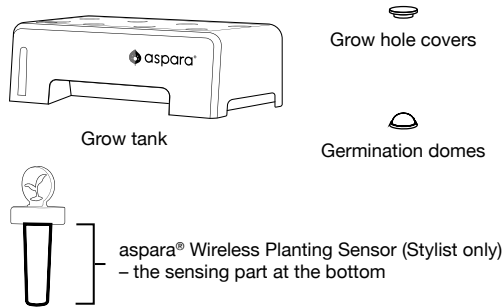 aspara®
Grow hole covers
Grow tank
Germination domes
aspara® Wireless Planting Sensor (Stylist only)
– the sensing part at the bottom